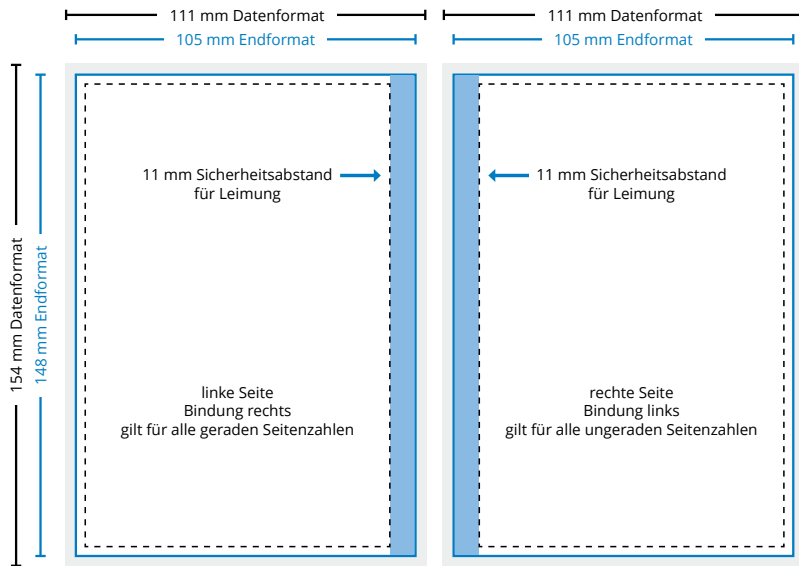 111 mm Datenformat
105 mm Endformat
111 mm Datenformat
105 mm Endformat
154 mm Datenformat
148 mm Endformat
11 mm Sicherheitsabstand
für Leimung
11 mm Sicherheitsabstand
für Leimung
linke Seite
Bindung rechts
gilt für alle geraden Seitenzahlen
rechte Seite
Bindung links
gilt für alle ungeraden Seitenzahlen